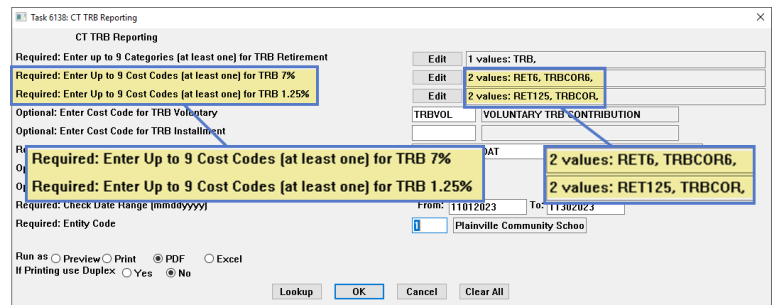 Task 6138: CT TRB Reporting
CT TRB Reporting
Required: Enter up to 9 Categories (at least one) for TRB Retirement Edit 1 values: TRB,
Required: Enter Up to 9 Cost Codes (at least one) for TRB 7% Edit 2 values: RET6, TRBCOR6,
Required: Enter Up to 9 Cost Codes (at least one) for TRB 1.25% Edit 2 values: RET125, TRBCOR,
Optional: Enter Cost Code for TRB Voluntary TRBVOL VOLUNTARY TRB CONTRIBUTION
Optional: Enter Cost Code for TRB Installment
Required: Enter Up to 9 Cost Codes (at least one) for TRB 7% 2 values: RET6, TRBCOR6,
Required: Enter Up to 9 Cost Codes (at least one) for TRB 1.25% 2 values: RET125, TRBCOR,
Required: Check Date Range (mmddyyyy) From: 11012023 To: 11302023
Required: Entity Code 1 Plainville Community Schoo
Run as Preview Print PDF Excel
If Printing use Duplex Yes No
Lookup OK Cancel Clear All